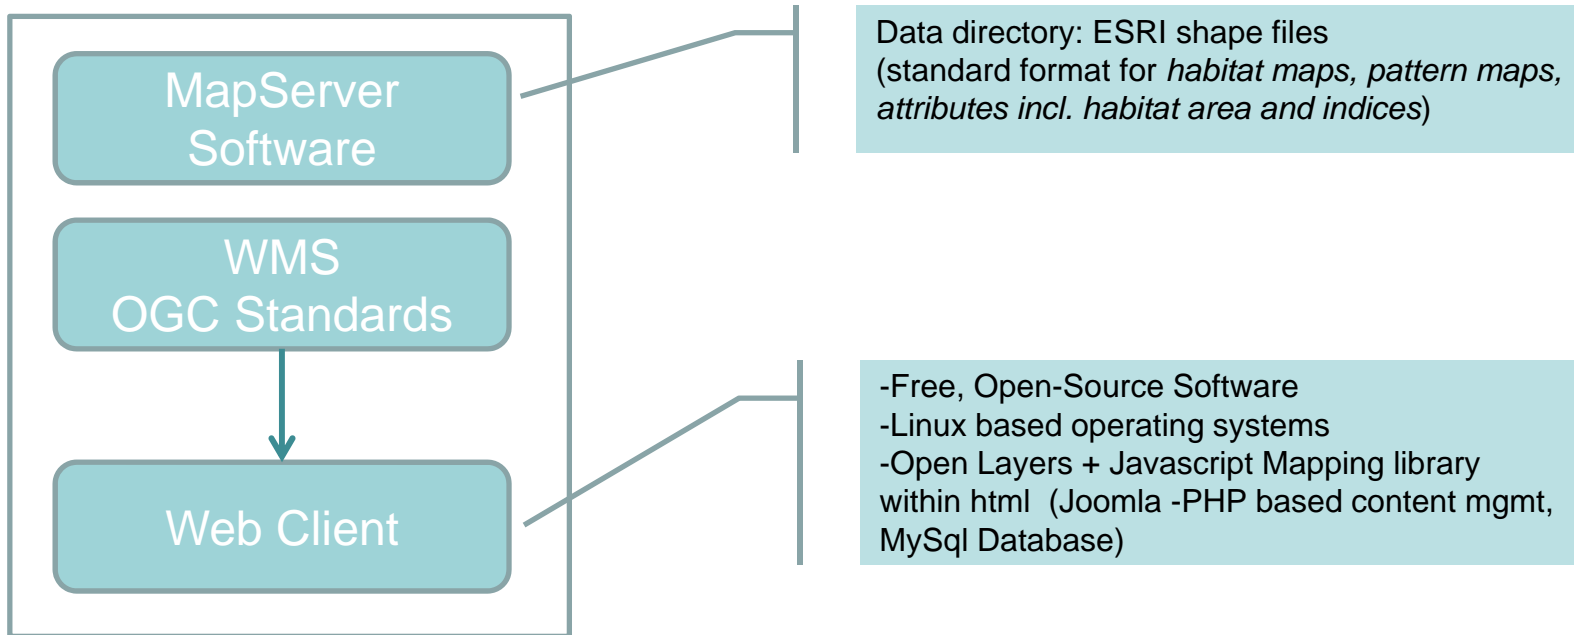 MapServer
Software
Data directory: ESRI shape files
(standard format for habitat maps, pattern maps,
attributes incl. habitat area and indices)
WMS
OGC Standards
Web Client
-Free, Open-Source Software
-Linux based operating systems
-Open Layers + Javascript Mapping library
within html  (Joomla -PHP based content mgmt,
MySql Database)